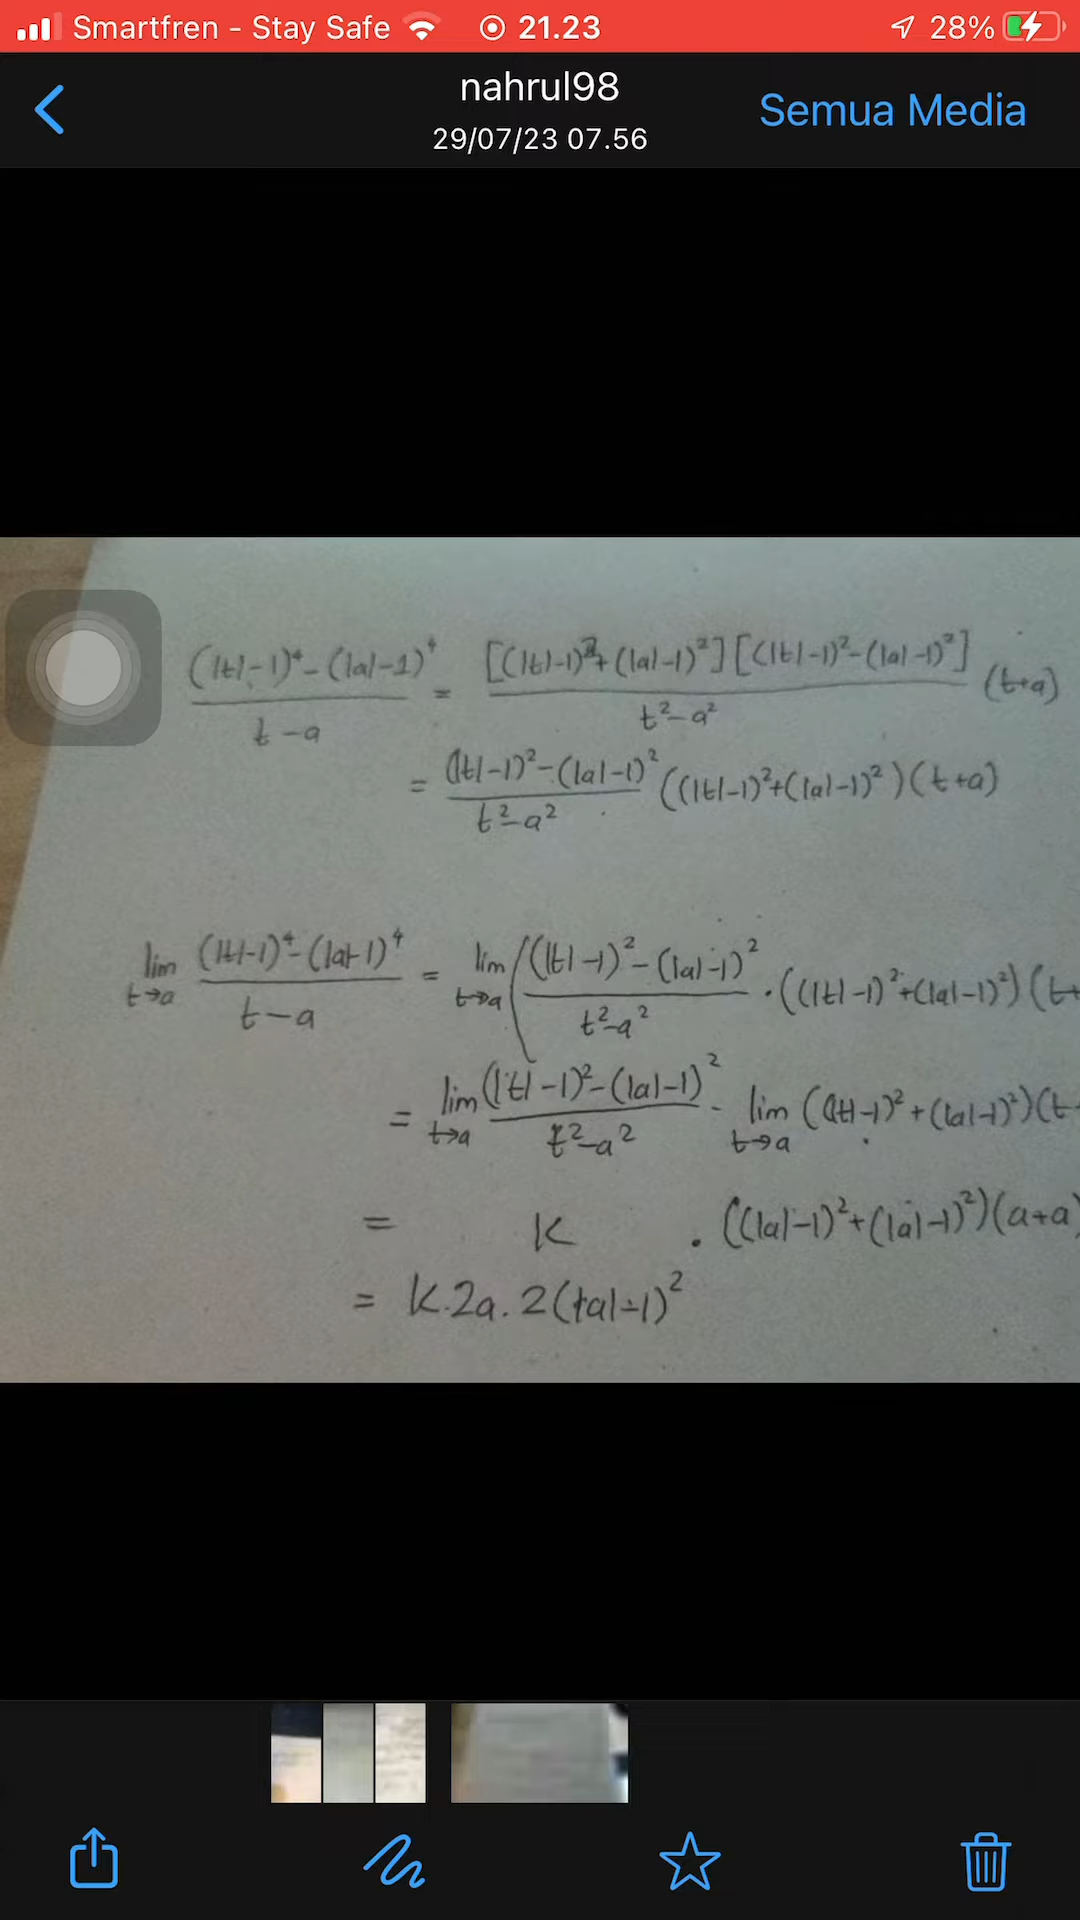 Smartfren - Stay Safe 21.23 28%
nahrul98
29/07/23 07.56
Semua Media
(|t|-1)⁴-(|a|-1)⁴ / t-a = [(|t|-1)²+(|a|-1)²][(|t|-1)²-(|a|-1)²] / t²-a² (t+a)
= (|t|-1)²-(|a|-1)² / t²-a² ((|t|-1)²+(|a|-1)²)(t+a)
lim t→a (|t|-1)⁴-(|a|-1)⁴ / t-a = lim t→a ((|t|-1)²-(|a|-1)² / t²-a² . ((|t|-1)²+(|a|-1)²)(t+
= lim t→a (|t|-1)²-(|a|-1)² / t²-a² . lim t→a ((|t|-1)²+(|a|-1)²)(t
= K . ((|a|-1)²+(|a|-1)²)(a+a)
= K.2a.2(|a|-1)²